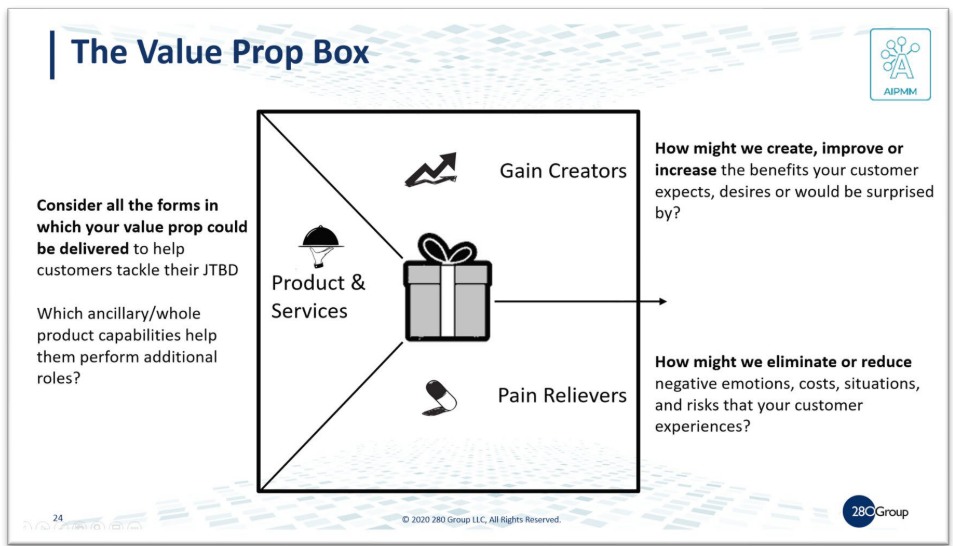 The Value Prop Box
AIPMM
Consider all the forms in
which your value prop could
be delivered to help
customers tackle their JTBD
Which ancillary/whole
product capabilities help
them perform additional
roles?
Product &
Services
Gain Creators
Pain Relievers
How might we create, improve or
increase the benefits your customer
expects, desires or would be surprised
by?
How might we eliminate or reduce
negative emotions, costs, situations,
and risks that your customer
experiences?
24
© 2020 280 Group LLC, All Rights Reserved.
280Group